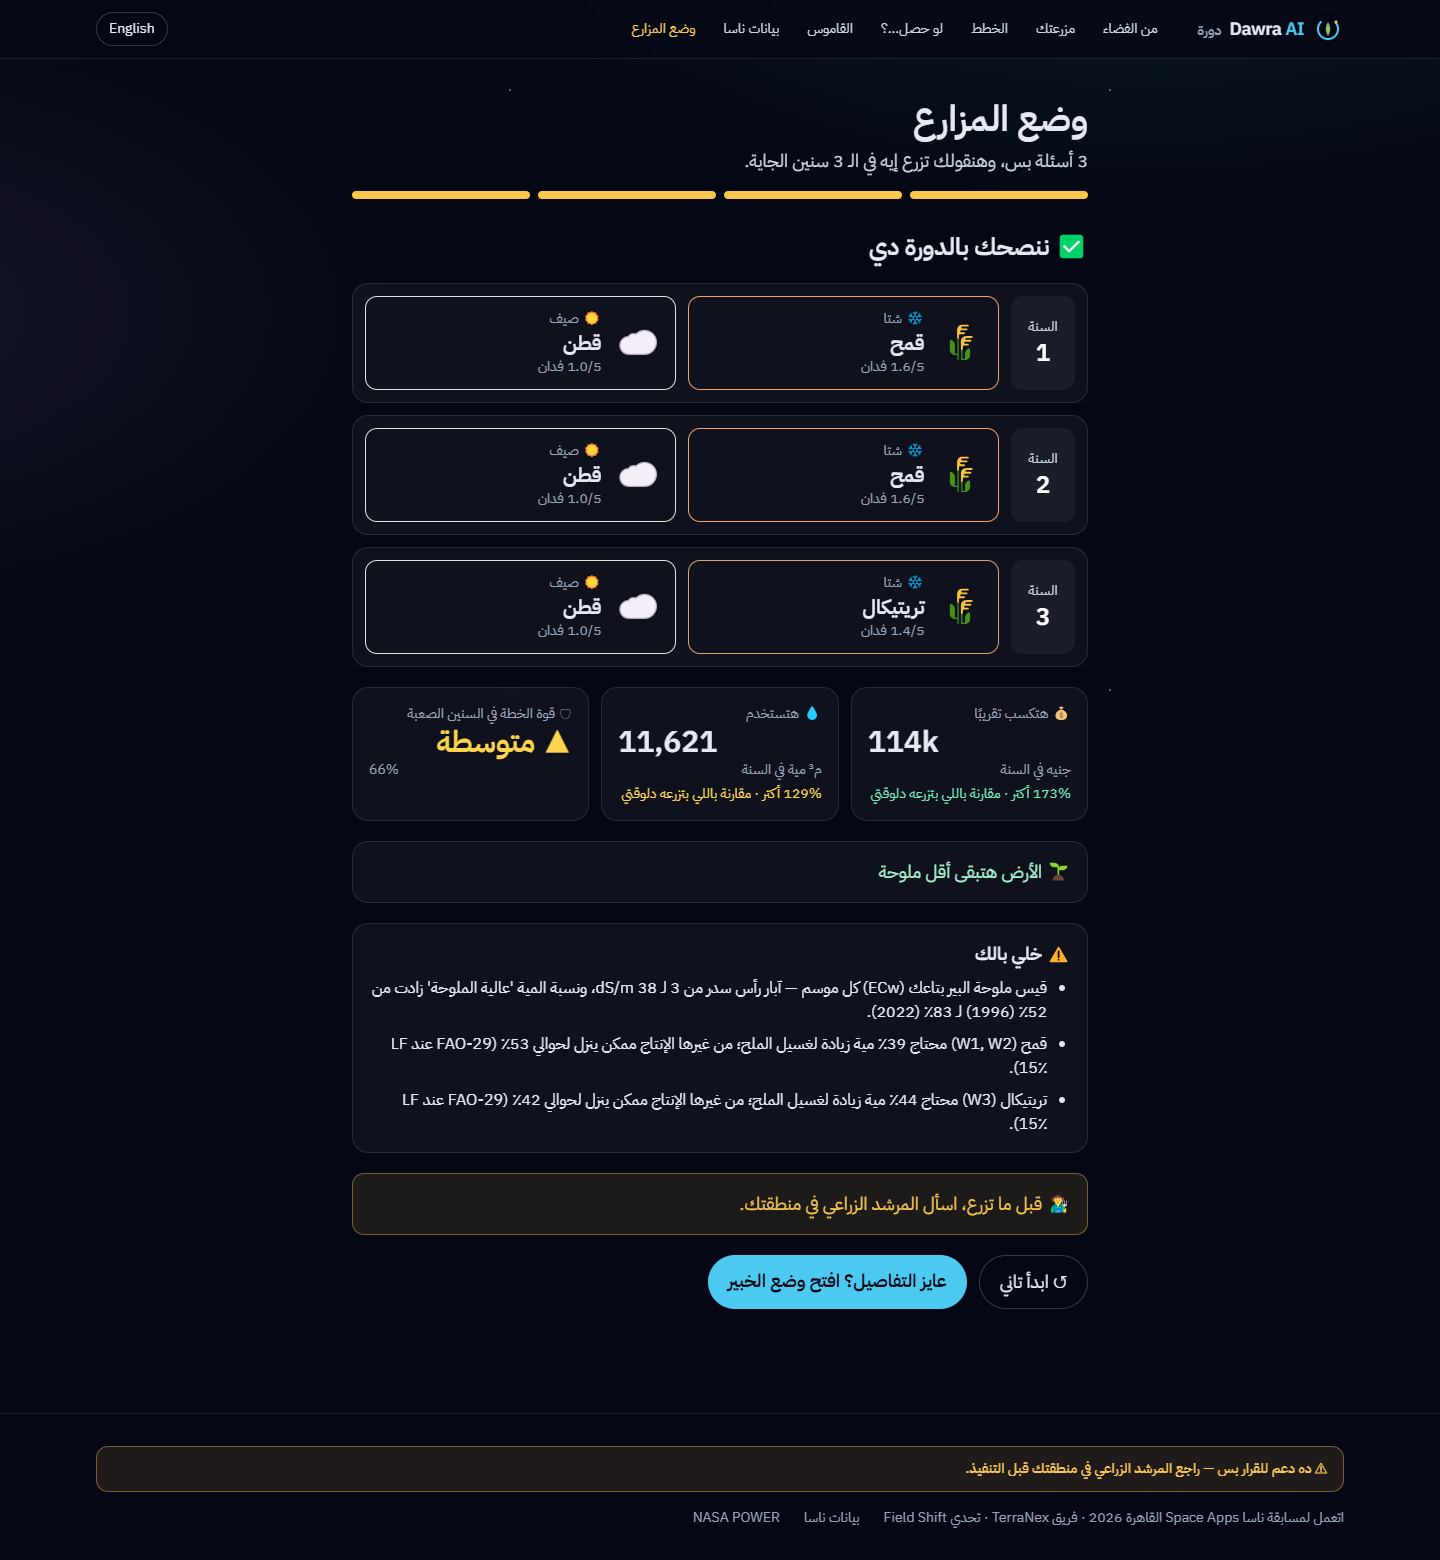 Dawra AI دورة
من الفضاء
مزرعتك
الخطط
لو حصل...؟
القاموس
بيانات ناسا
وضع المزارع
English
وضع المزارع
3 أسئلة بس، وهنقولك تزرع إيه في الـ 3 سنين الجاية.
✅ ننصحك بالدورة دي
السنة
1
❄ شتا
قمح
1.6/5 فدان
☀ صيف
قطن
1.0/5 فدان
السنة
2
❄ شتا
قمح
1.6/5 فدان
☀ صيف
قطن
1.0/5 فدان
السنة
3
❄ شتا
تريتيكال
1.4/5 فدان
☀ صيف
قطن
1.0/5 فدان
💰 هتكسب تقريبًا
114k
جنيه في السنة
173% أكتر · مقارنة باللي بتزرعه دلوقتي
💧 هتستخدم
11,621
م³ مية في السنة
129% أكتر · مقارنة باللي بتزرعه دلوقتي
🛡 قوة الخطة في السنين الصعبة
▲ متوسطة
66%
🌱 الأرض هتبقى أقل ملوحة
⚠ خلي بالك
قيس ملوحة البير بتاعك (ECw) كل موسم — آبار رأس سدر من 3 لـ 38 dS/m، ونسبة المية 'عالية الملوحة' زادت من
52٪ (1996) لـ 83٪ (2022).
قمح (W1, W2) محتاج 39٪ مية زيادة لغسيل الملح؛ من غيرها الإنتاج ممكن ينزل لحوالي 53٪ (FAO-29 عند LF
15٪).
تريتيكال (W3) محتاج 44٪ مية زيادة لغسيل الملح؛ من غيرها الإنتاج ممكن ينزل لحوالي 42٪ (FAO-29 عند LF
15٪).
👨‍🌾 قبل ما تزرع، اسأل المرشد الزراعي في منطقتك.
↺ ابدأ تاني
عايز التفاصيل؟ افتح وضع الخبير
⚠ ده دعم للقرار بس — راجع المرشد الزراعي في منطقتك قبل التنفيذ.
اتعمل لمسابقة ناسا Space Apps القاهرة 2026 · فريق TerraNex · تحدي Field Shift
بيانات ناسا
NASA POWER